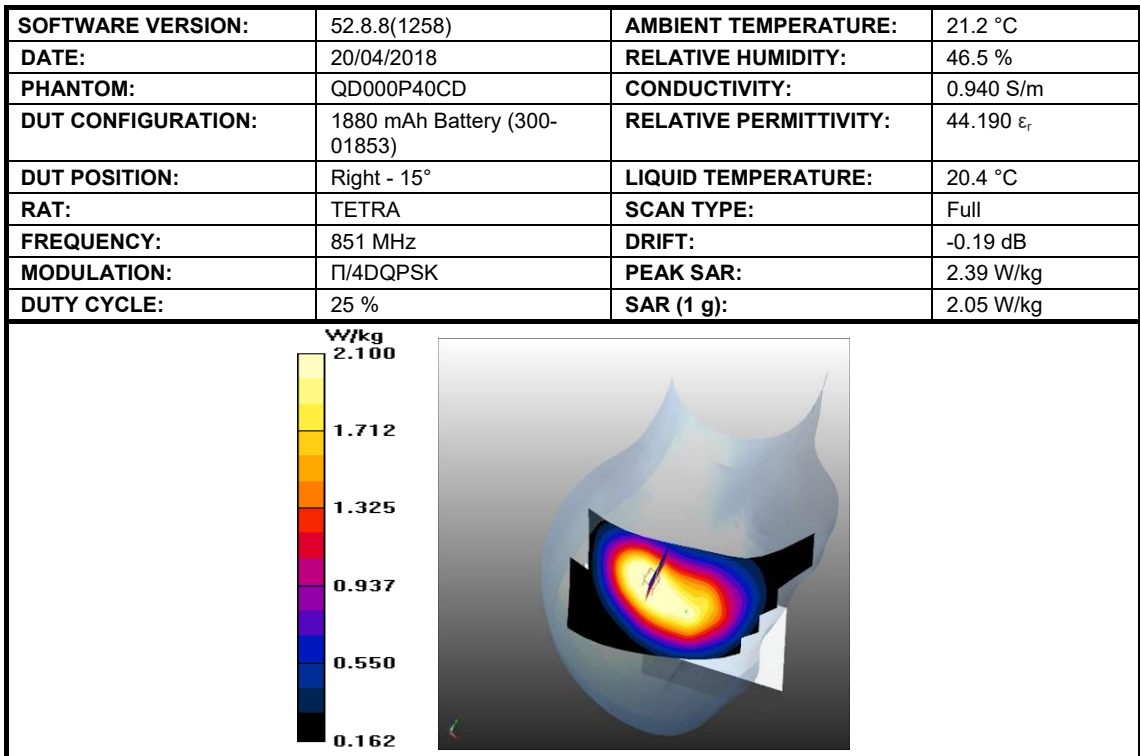 SOFTWARE VERSION: 52.8.8(1258) AMBIENT TEMPERATURE: 21.2 °C
DATE: 20/04/2018 RELATIVE HUMIDITY: 46.5 %
PHANTOM: QD000P40CD CONDUCTIVITY: 0.940 S/m
DUT CONFIGURATION: 1880 mAh Battery (300-
01853) RELATIVE PERMITTIVITY: 44.190 εr
DUT POSITION: Right - 15° LIQUID TEMPERATURE: 20.4 °C
RAT: TETRA SCAN TYPE: Full
FREQUENCY: 851 MHz DRIFT: -0.19 dB
MODULATION: Π/4DQPSK PEAK SAR: 2.39 W/kg
DUTY CYCLE: 25 % SAR (1 g): 2.05 W/kg
W/kg
2.100
1.712
1.325
0.937
0.550
0.162